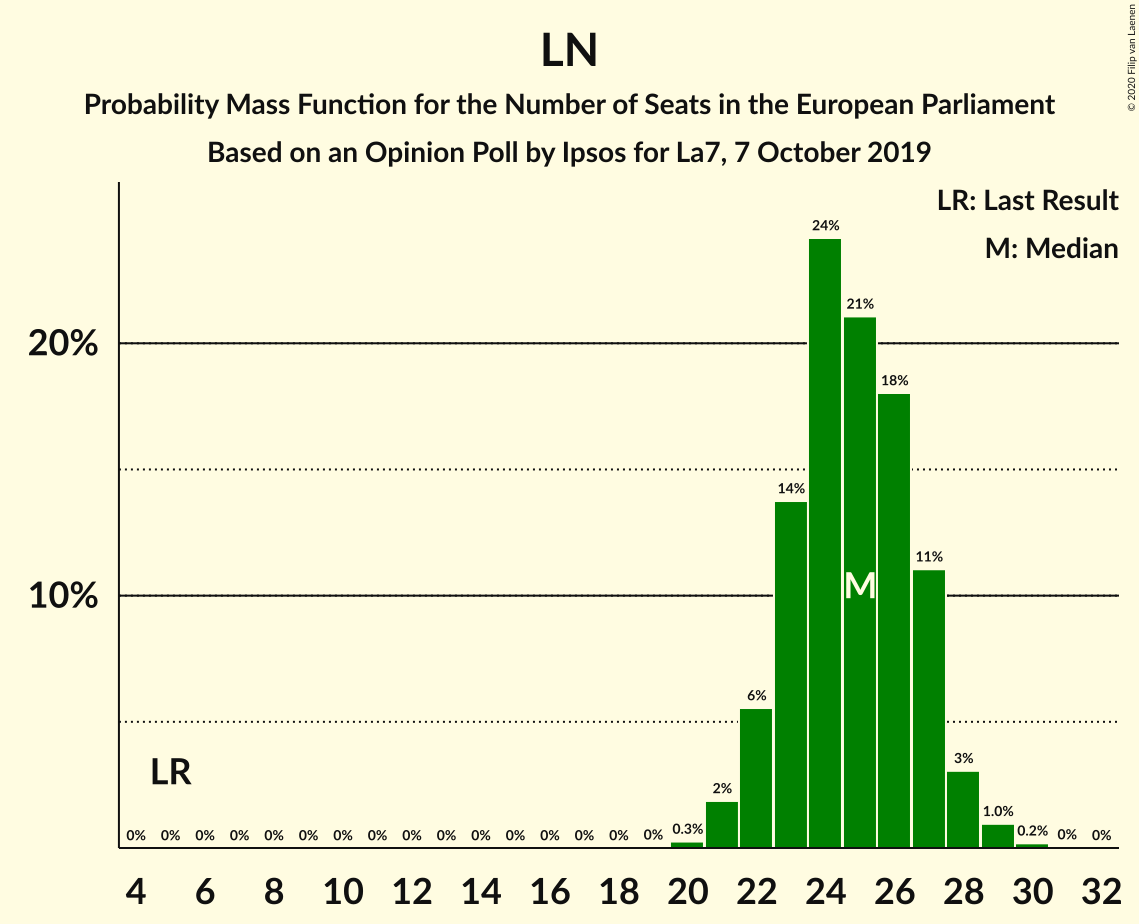 LN
Probability Mass Function for the Number of Seats in the European Parliament
Based on an Opinion Poll by Ipsos for La7, 7 October 2019
© 2020 Filip van Laenen
LR: Last Result
M: Median
20%
10%
LR
M
0% 0% 0% 0% 0% 0% 0% 0% 0% 0% 0% 0% 0% 0% 0% 0% 0.3% 2% 6% 14% 24% 21% 18% 11% 3% 1.0% 0.2% 0% 0%
4 6 8 10 12 14 16 18 20 22 24 26 28 30 32